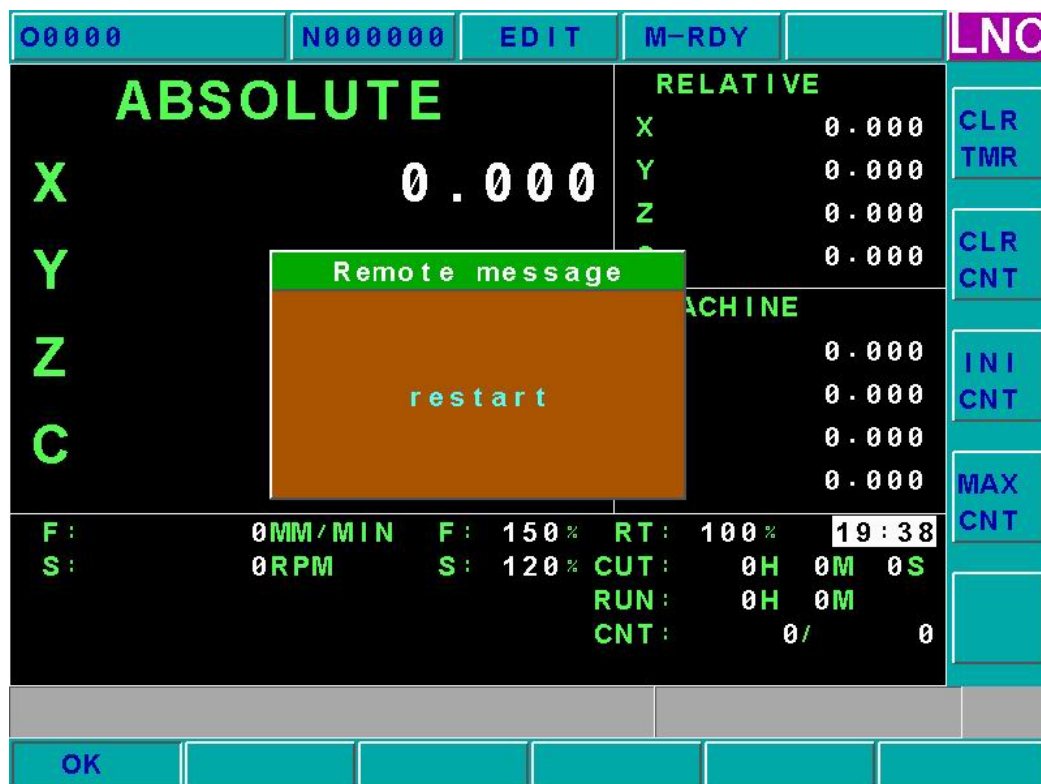 O0000 N000000 EDIT M-RDY LNC
ABSOLUTE
X 0.000
Y
Z
C
RELATIVE
X 0.000
Y 0.000
Z 0.000
0.000
Remote message
restart
ACHINE
0.000
0.000
0.000
0.000
F: 0MM/MIN F: 150% RT: 100% 19:38
S: 0RPM S: 120% CUT: 0H 0M 0S
RUN: 0H 0M
CNT: 0/ 0
CLR
TMR
CLR
CNT
INI
CNT
MAX
CNT
OK